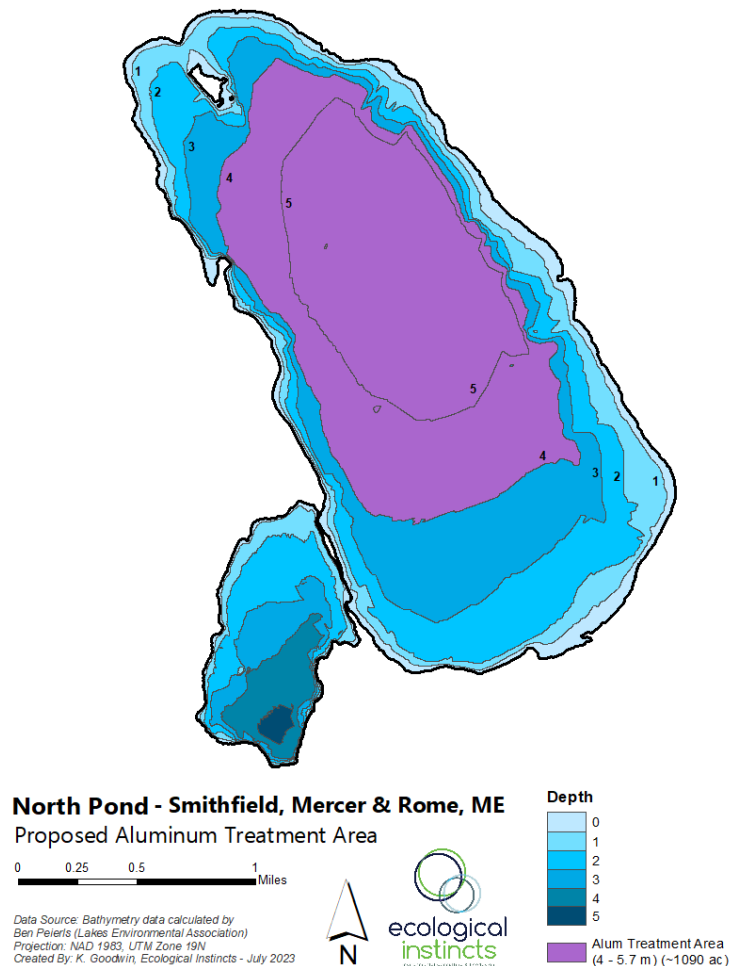 1
2
3
4
5
5
4
3
2
1
North Pond - Smithfield, Mercer & Rome, ME
Proposed Aluminum Treatment Area
0 0.25 0.5 1
Miles
Data Source: Bathymetry data calculated by
Ben Peierls (Lakes Environmental Association)
Projection: NAD 1983, UTM Zone 19N
Created By: K. Goodwin, Ecological Instincts - July 2023
N
ecological
instincts
Depth
0
1
2
3
4
5
Alum Treatment Area
(4 - 5.7 m) (~1090 ac)